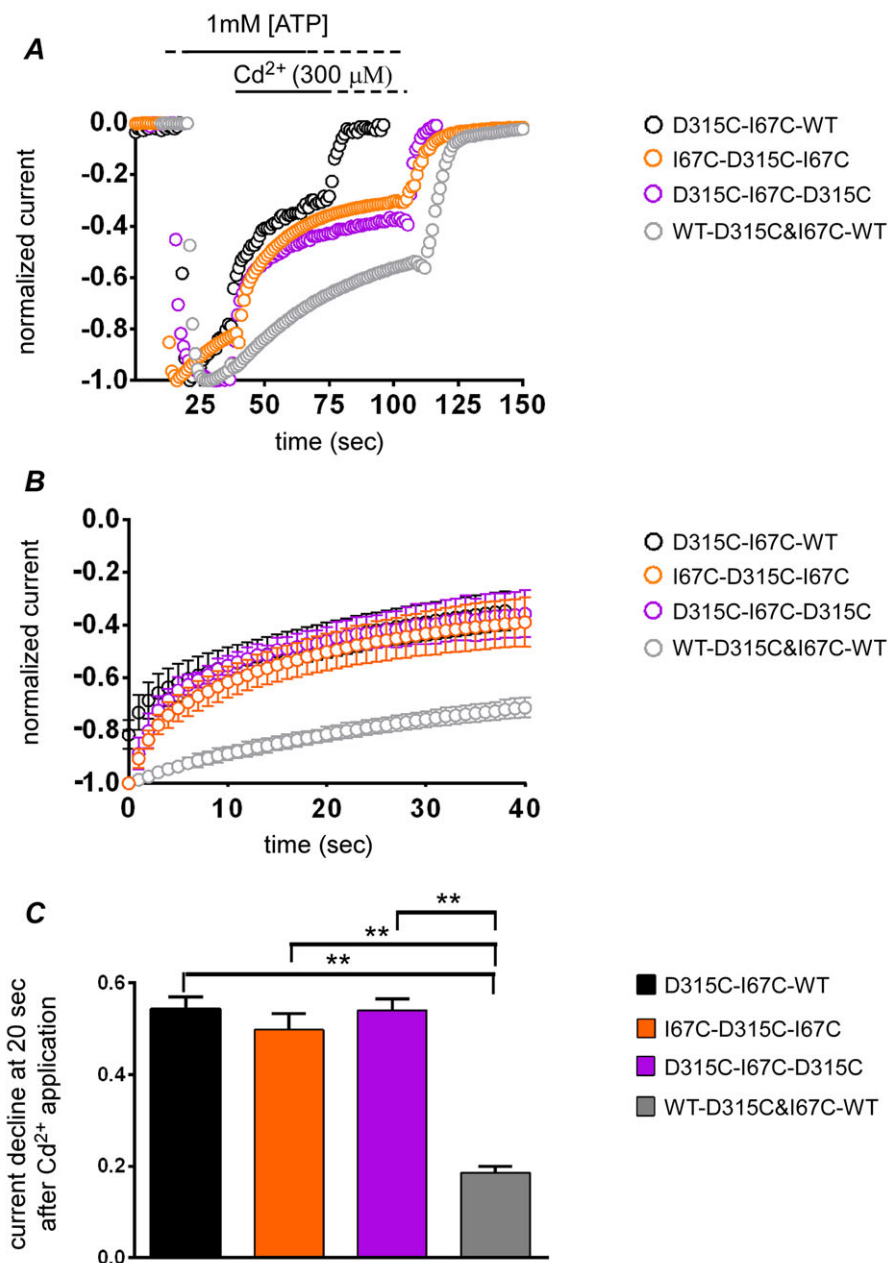 1mM [ATP]
A
Cd²⁺ (300 μM)
0.0
-0.2
-0.4
-0.6
-0.8
-1.0
normalized current
25
50
75
100
125
150
time (sec)
D315C-I67C-WT
I67C-D315C-I67C
D315C-I67C-D315C
WT-D315C&I67C-WT
B
0.0
-0.2
-0.4
-0.6
-0.8
-1.0
normalized current
0
10
20
30
40
time (sec)
D315C-I67C-WT
I67C-D315C-I67C
D315C-I67C-D315C
WT-D315C&I67C-WT
C
**
**
**
0.6
0.4
0.2
0.0
current decline at 20 sec
after Cd²⁺ application
D315C-I67C-WT
I67C-D315C-I67C
D315C-I67C-D315C
WT-D315C&I67C-WT